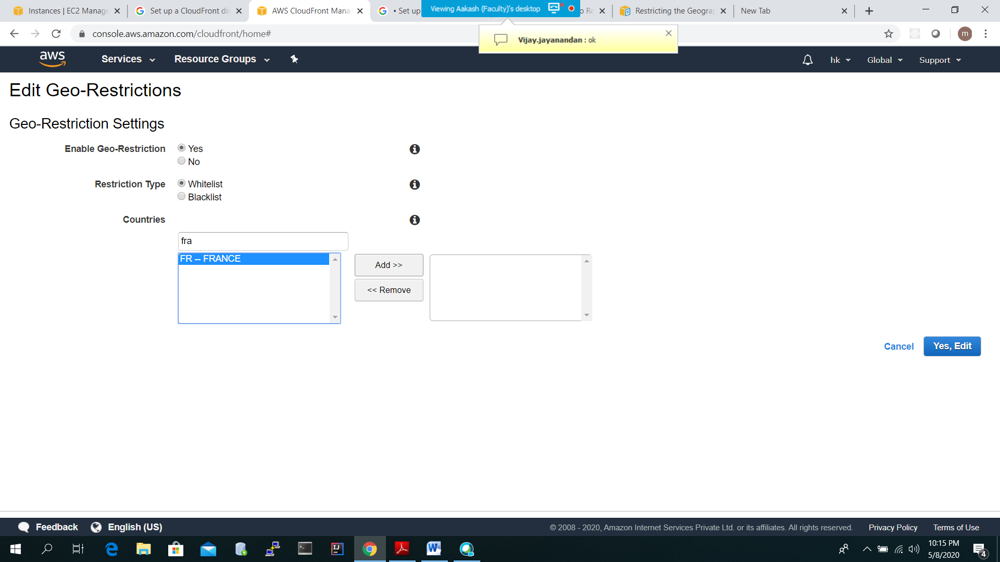 Instances | EC2 Manage
Set up a CloudFront dis
AWS CloudFront Mana
• Set up
Viewing Aakash (Faculty)'s desktop
o Re
Restricting the Geogra
New Tab
console.aws.amazon.com/cloudfront/home#
Vijay.jayanandan : ok
m
aws
Services
Resource Groups
hk
Global
Support
Edit Geo-Restrictions
Geo-Restriction Settings
Enable Geo-Restriction
Yes
No
Restriction Type
Whitelist
Blacklist
Countries
fra
FR -- FRANCE
Add >>
<< Remove
Cancel
Yes, Edit
Feedback
English (US)
© 2008 - 2020, Amazon Internet Services Private Ltd. or its affiliates. All rights reserved.
Privacy Policy
Terms of Use
10:15 PM
5/8/2020
4